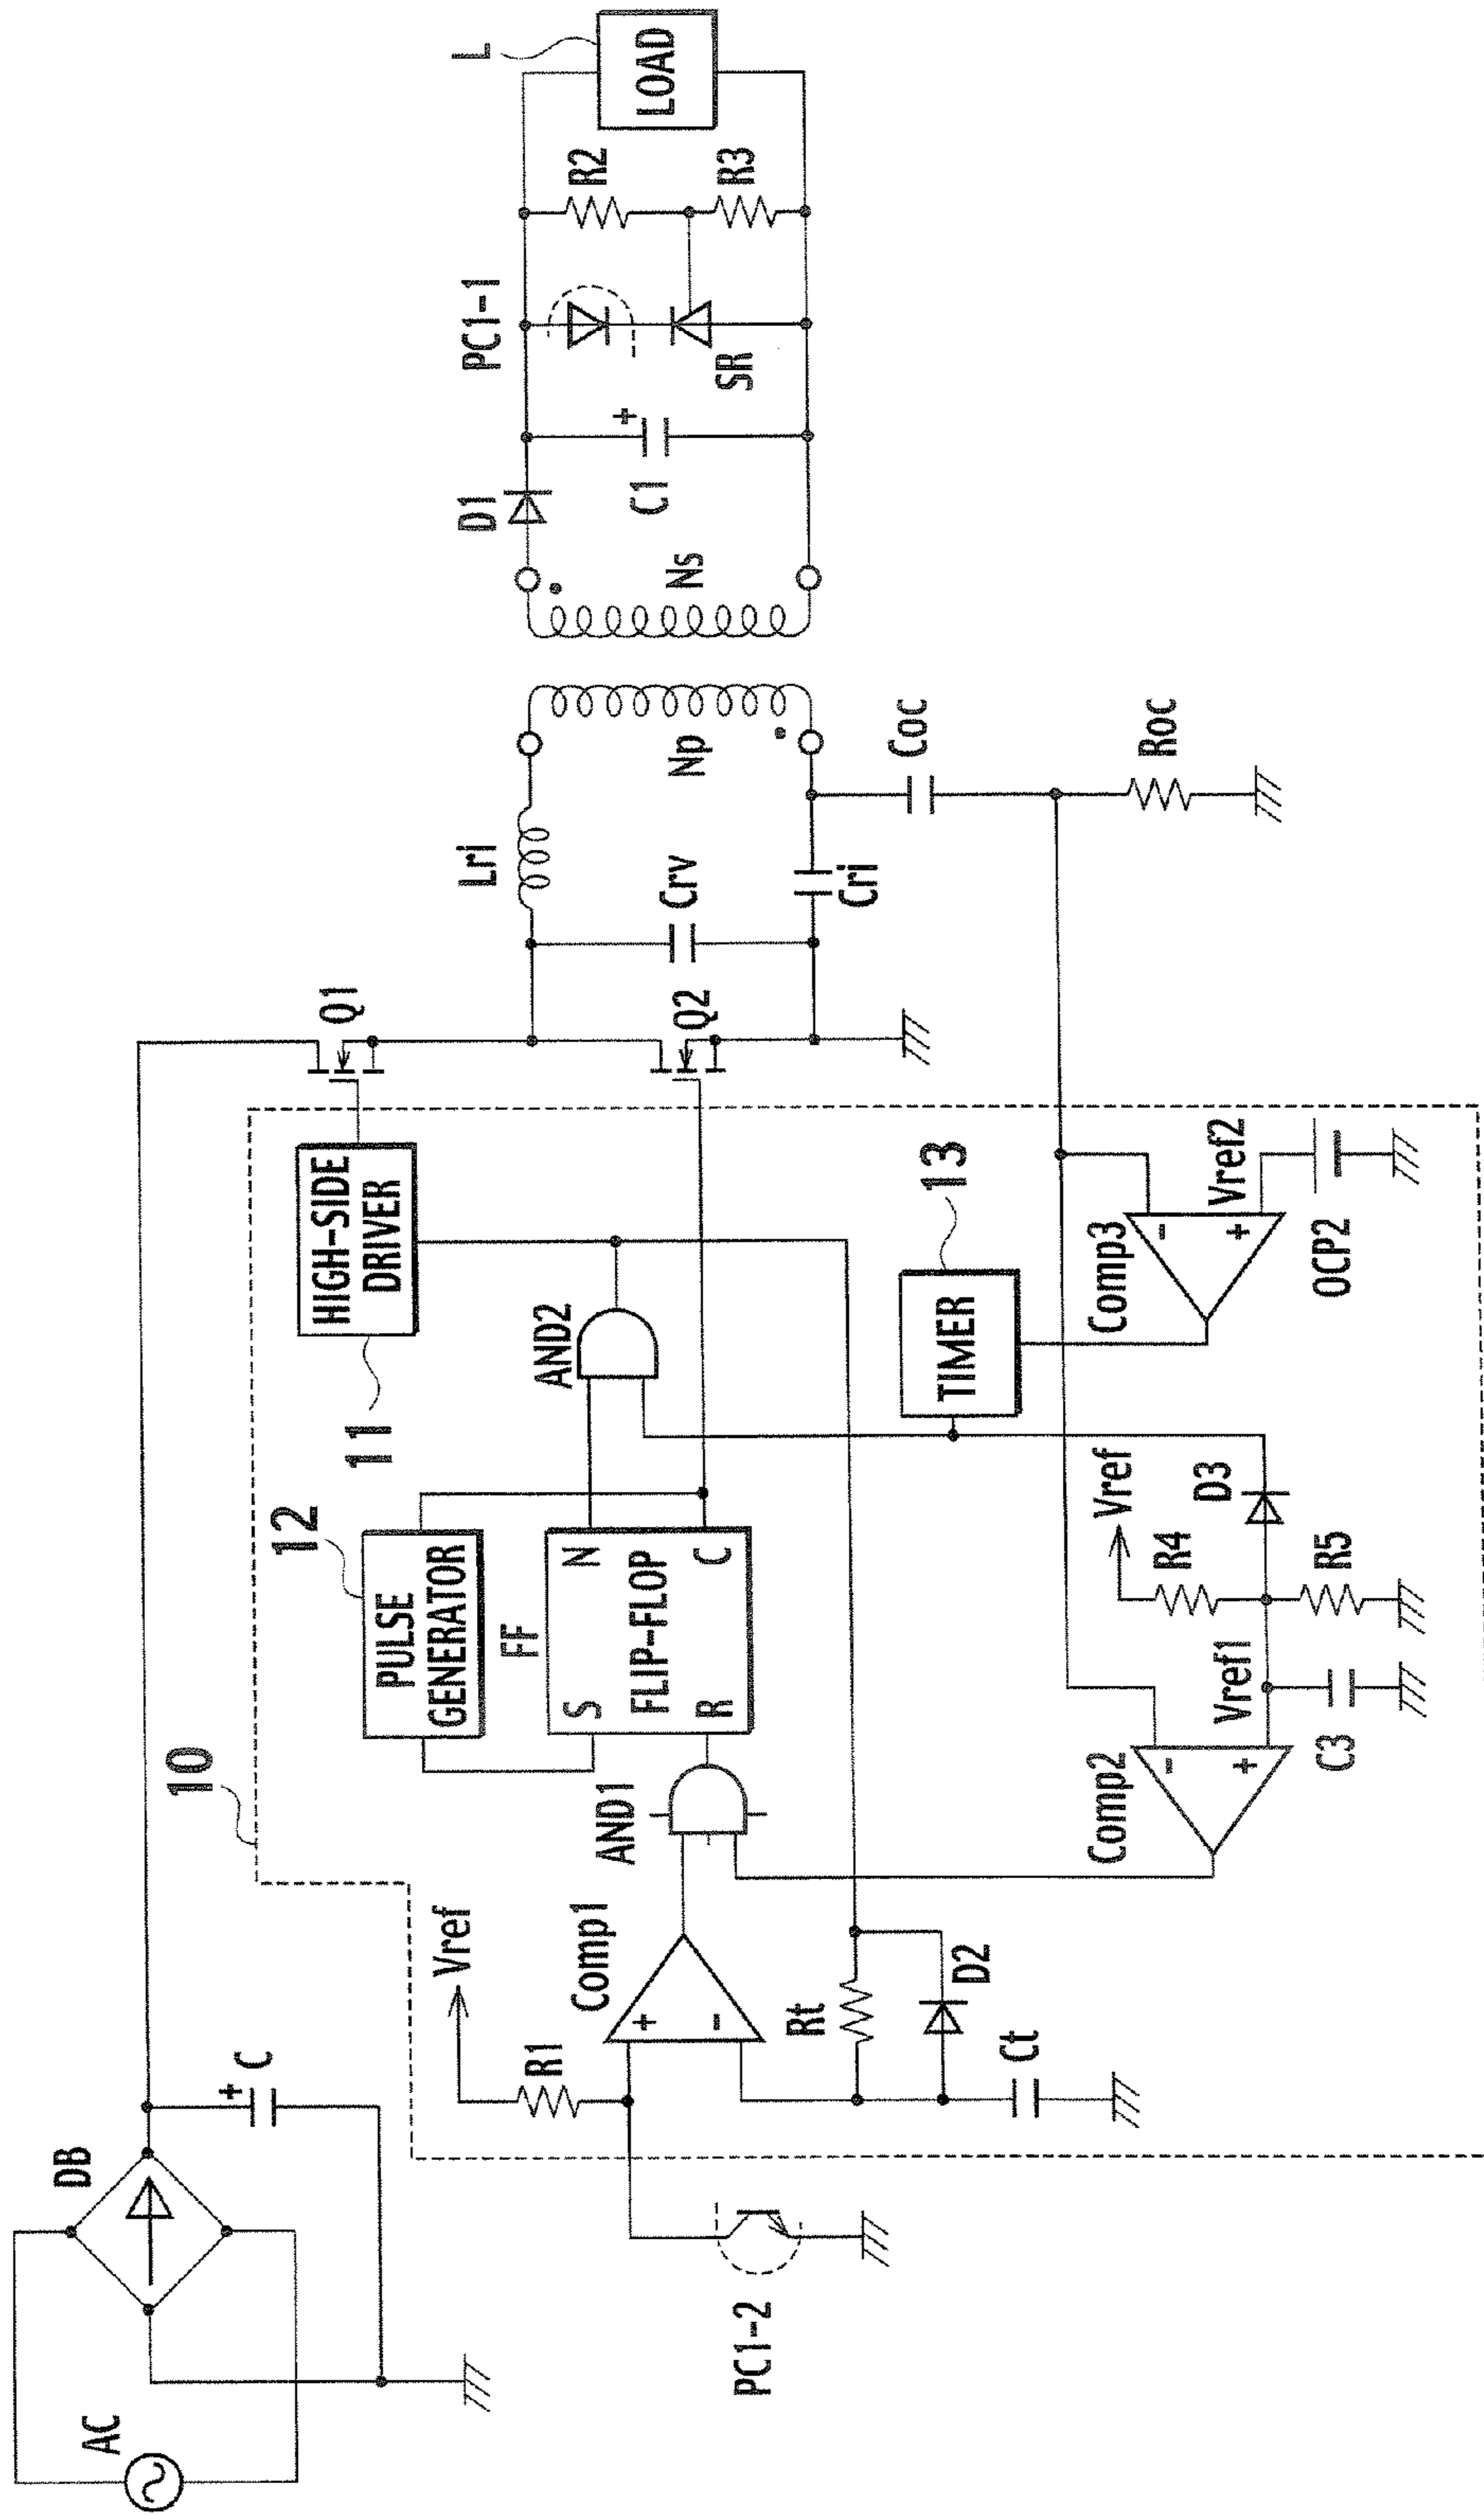 AC
DB
+
C
10
Vref
R1
PC1-2
Comp1
+
-
Rt
D2
Ct
AND1
12
PULSE
GENERATOR
FF
S
N
FLIP-FLOP
R
C
11
HIGH-SIDE
DRIVER
AND2
13
TIMER
Comp2
-
+
Vref1
C3
Vref
R4
R5
D3
Comp3
-
+
Vref2
OCP2
Q1
Q2
Lri
Crv
Cri
Np
Coc
Roc
Ns
D1
+
C1
PC1-1
SR
R2
R3
L
LOAD